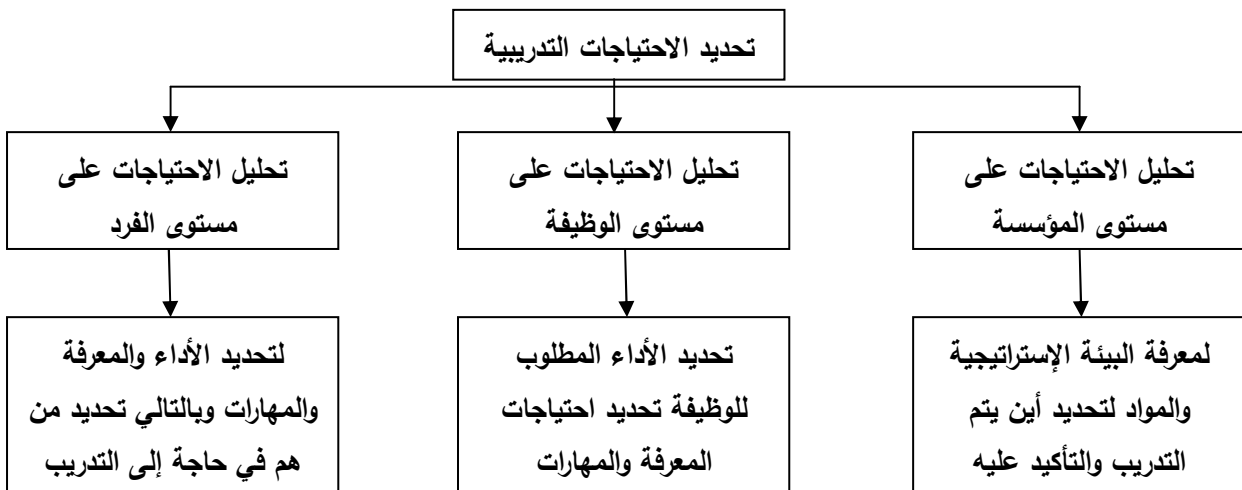 تحديد الاحتياجات التدريبية
تحليل الاحتياجات على
مستوى المؤسسة
تحليل الاحتياجات على
مستوى الوظيفة
تحليل الاحتياجات على
مستوى الفرد
لمعرفة البيئة الإستراتيجية
والمواد لتحديد أين يتم
التدريب والتأكيد عليه
تحديد الأداء المطلوب
للوظيفة تحديد احتياجات
المعرفة والمهارات
لتحديد الأداء والمعرفة
والمهارات وبالتالي تحديد من
هم في حاجة إلى التدريب